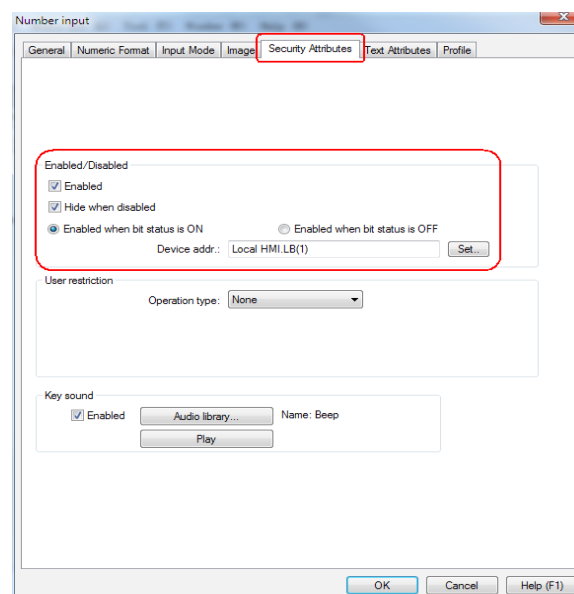 Number input
General Numeric Format Input Mode Image Security Attributes Text Attributes Profile
Enabled/Disabled
Enabled
Hide when disabled
Enabled when bit status is ON Enabled when bit status is OFF
Device addr.: Local HMI.LB(1) Set...
User restriction
Operation type: None
Key sound
Enabled Audio library... Name: Beep
Play
OK Cancel Help (F1)